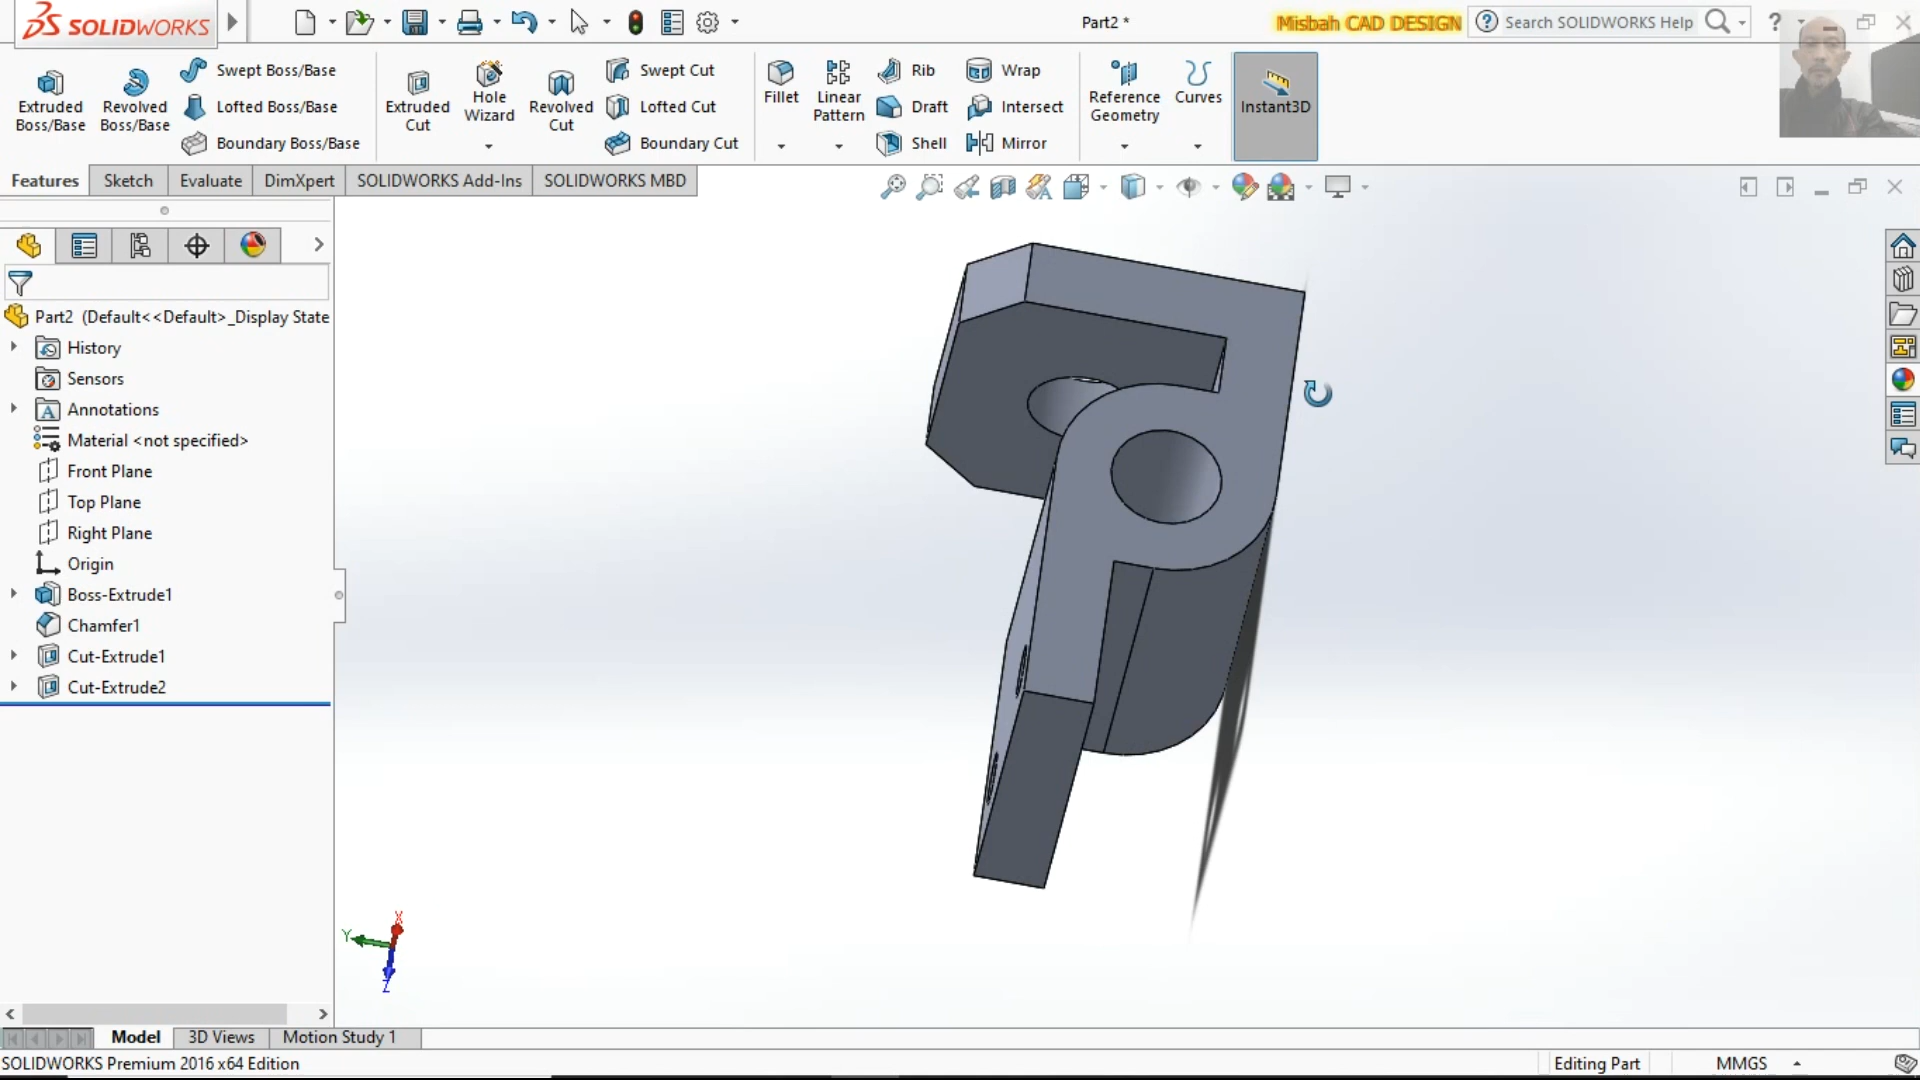 SOLIDWORKS
Part2 *
Misbah CAD DESIGN
Search SOLIDWORKS Help
?
Extruded Boss/Base
Revolved Boss/Base
Swept Boss/Base
Lofted Boss/Base
Boundary Boss/Base
Extruded Cut
Hole Wizard
Revolved Cut
Swept Cut
Lofted Cut
Boundary Cut
Fillet
Linear Pattern
Rib
Draft
Shell
Wrap
Intersect
Mirror
Reference Geometry
Curves
Instant3D
Features
Sketch
Evaluate
DimXpert
SOLIDWORKS Add-Ins
SOLIDWORKS MBD
Part2 (Default<<Default>_Display State
History
Sensors
Annotations
Material <not specified>
Front Plane
Top Plane
Right Plane
Origin
Boss-Extrude1
Chamfer1
Cut-Extrude1
Cut-Extrude2
X
Y
Z
Model
3D Views
Motion Study 1
SOLIDWORKS Premium 2016 x64 Edition
Editing Part
MMGS